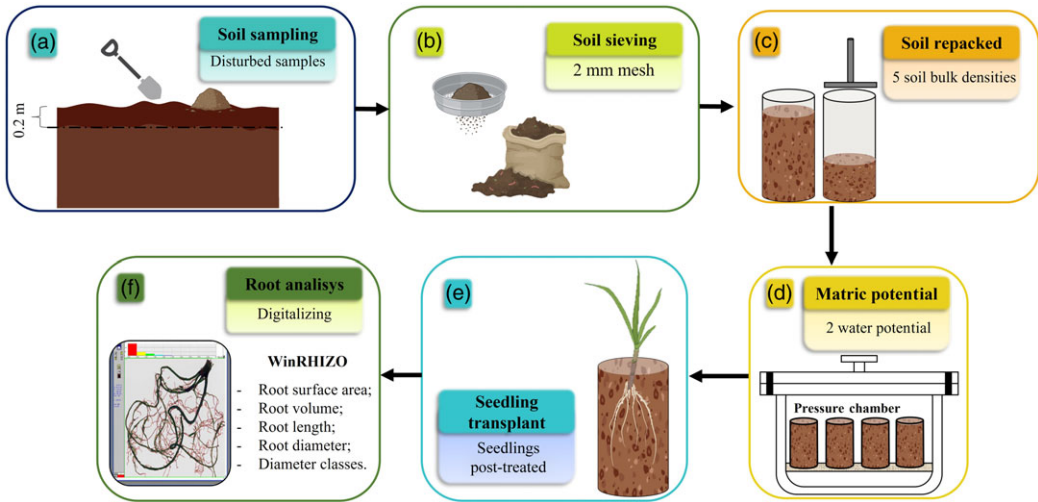 (a)
Soil sampling
Disturbed samples
0.2 m
(b)
Soil sieving
2 mm mesh
(c)
Soil repacked
5 soil bulk densities
(d)
Matric potential
2 water potential
Pressure chamber
(e)
Seedling
transplant
Seedlings
post-treated
(f)
Root analisys
Digitalizing
WinRHIZO
- Root surface area;
- Root volume;
- Root length;
- Root diameter;
- Diameter classes.